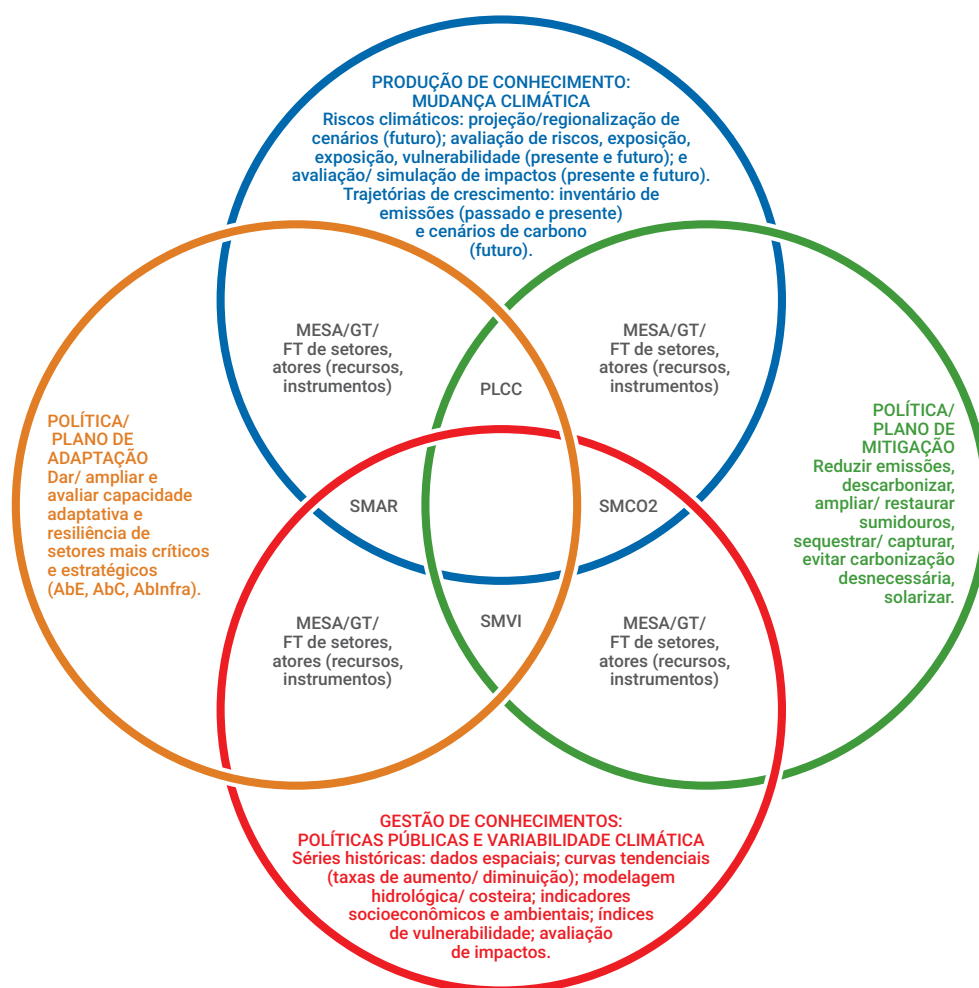 PRODUÇÃO DE CONHECIMENTO:
MUDANÇA CLIMÁTICA
Riscos climáticos: projeção/regionalização de
cenários (futuro); avaliação de riscos, exposição,
exposição, vulnerabilidade (presente e futuro); e
avaliação/ simulação de impactos (presente e futuro).
Trajetórias de crescimento: inventário de
emissões (passado e presente)
e cenários de carbono
(futuro).
MESA/GT/
FT de setores,
atores (recursos,
instrumentos)
PLCC
MESA/GT/
FT de setores,
atores (recursos,
instrumentos)
POLÍTICA/
PLANO DE
ADAPTAÇÃO
Dar/ ampliar e
avaliar capacidade
adaptativa e
resiliência de
setores mais críticos
e estratégicos
(AbE, AbC, AbInfra).
SMAR
SMCO2
POLÍTICA/
PLANO DE
MITIGAÇÃO
Reduzir emissões,
descarbonizar,
ampliar/ restaurar
sumidouros,
sequestrar/ capturar,
evitar carbonização
desnecessária,
solarizar.
MESA/GT/
FT de setores,
atores (recursos,
instrumentos)
SMVI
MESA/GT/
FT de setores,
atores (recursos,
instrumentos)
GESTÃO DE CONHECIMENTOS:
POLÍTICAS PÚBLICAS E VARIABILIDADE CLIMÁTICA
Séries históricas: dados espaciais; curvas tendenciais
(taxas de aumento/ diminuição); modelagem
hidrológica/ costeira; indicadores
socioeconômicos e ambientais; índices
de vulnerabilidade; avaliação
de impactos.